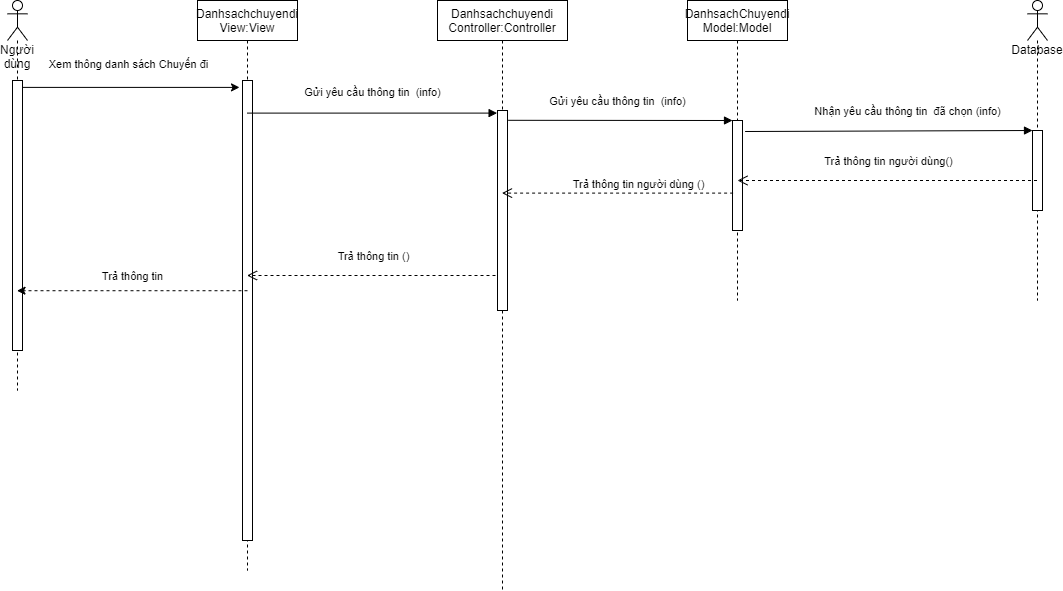 Danhsachchuyendi
View:View
Danhsachchuyendi
Controller:Controller
DanhsachChuyendi
Model:Model
Người
dùng
Database
Xem thông danh sách Chuyến đi
Gửi yêu cầu thông tin (info)
Gửi yêu cầu thông tin (info)
Nhận yêu cầu thông tin đã chọn (info)
Trả thông tin người dùng()
Trả thông tin người dùng ()
Trả thông tin ()
Trả thông tin